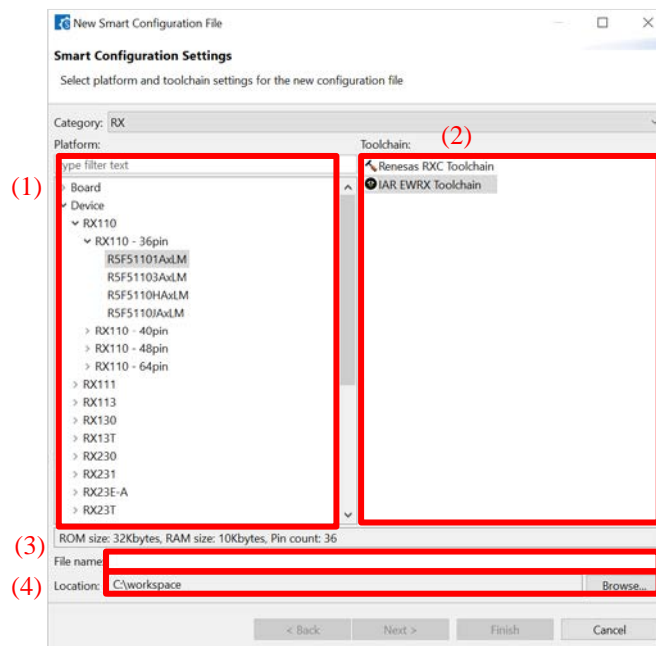 New Smart Configuration File
Smart Configuration Settings
Select platform and toolchain settings for the new configuration file
Category: RX
Platform:
Toolchain:
(2)
(1)
type filter text
Board
Device
RX110
RX110 - 36pin
R5F51101AxLM
R5F51103AxLM
R5F5110HAxLM
R5F5110JAxLM
RX110 - 40pin
RX110 - 48pin
RX110 - 64pin
RX111
RX113
RX130
RX13T
RX230
RX231
RX23E-A
RX23T
Renesas RXC Toolchain
IAR EWRX Toolchain
ROM size: 32Kbytes, RAM size: 10Kbytes, Pin count: 36
(3)
File name:
(4)
Location: C:\workspace Browse...
< Back Next > Finish Cancel